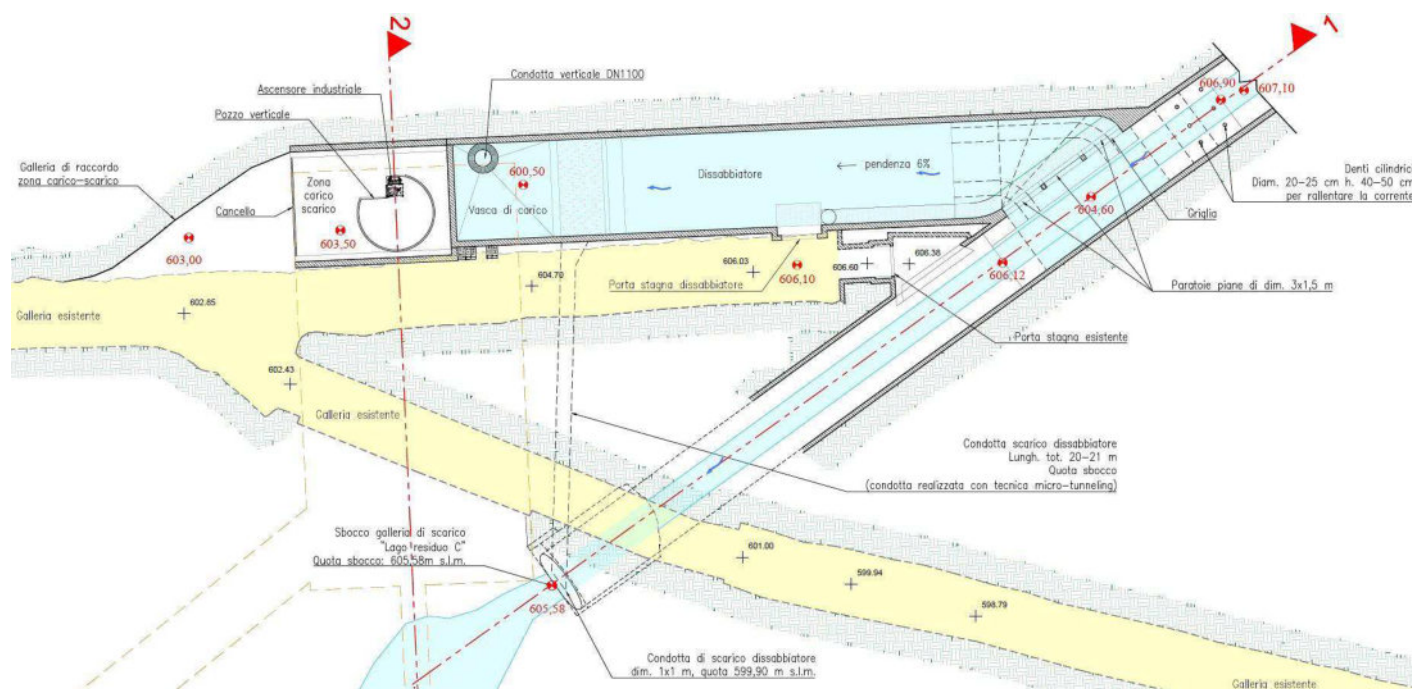 2
1
Condotta verticale DN1100
Ascensore industriale
Pozzo verticale
606,90
607,10
Galleria di raccordo
zona carico-scarico
Cancello
Zona
carico
scarico
600,50
Dissabbiatore
pendenza 6%
Vasca di carico
Denti cilindrici
Diam. 20-25 cm h. 40-50 cm
per rallentare la corrente
Griglia
604,60
603,50
603,00
606.38
606.60
606.03
606,10
606,12
604.70
Porta stagna dissabbiatore
Paratoie piane di dim. 3x1,5 m
602.85
Galleria esistente
Porta stagna esistente
602.43
Galleria esistente
Condotta scarico dissabbiatore
Lungh. tot. 20-21 m
Quota sbocco
(condotta realizzata con tecnica micro-tunneling)
Sbocco galleria di scarico
"Lago residuo C"
Quota sbocco: 605,58m s.l.m.
601.00
599.94
605,58
598.79
Condotta di scarico dissabbiatore
dim. 1x1 m, quota 599,90 m s.l.m.
Galleria esistente